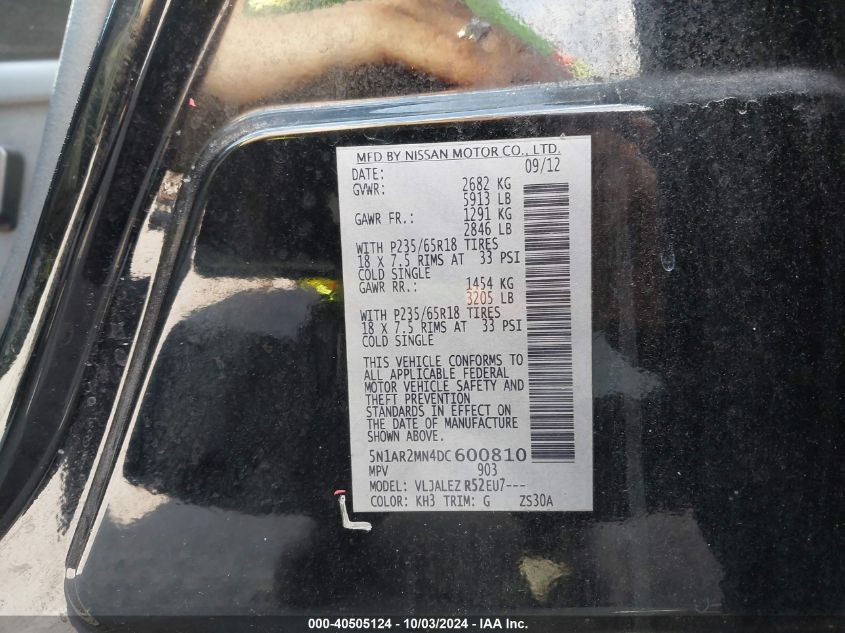 MFD BY NISSAN MOTOR CO., LTD.
DATE: 09/12
GVWR: 2682 KG
5913 LB
GAWR FR.: 1291 KG
2846 LB
WITH P235/65R18 TIRES
18 X 7.5 RIMS AT 33 PSI
COLD SINGLE
GAWR RR.: 1454 KG
3205 LB
WITH P235/65R18 TIRES
18 X 7.5 RIMS AT 33 PSI
COLD SINGLE
THIS VEHICLE CONFORMS TO
ALL APPLICABLE FEDERAL
MOTOR VEHICLE SAFETY AND
THEFT PREVENTION
STANDARDS IN EFFECT ON
THE DATE OF MANUFACTURE
SHOWN ABOVE.
5N1AR2MN4DC600810
MPV 903
MODEL: VLJALEZ R52EU7---
COLOR: KH3 TRIM: G ZS30A
000-40505124 - 10/03/2024 - IAA Inc.